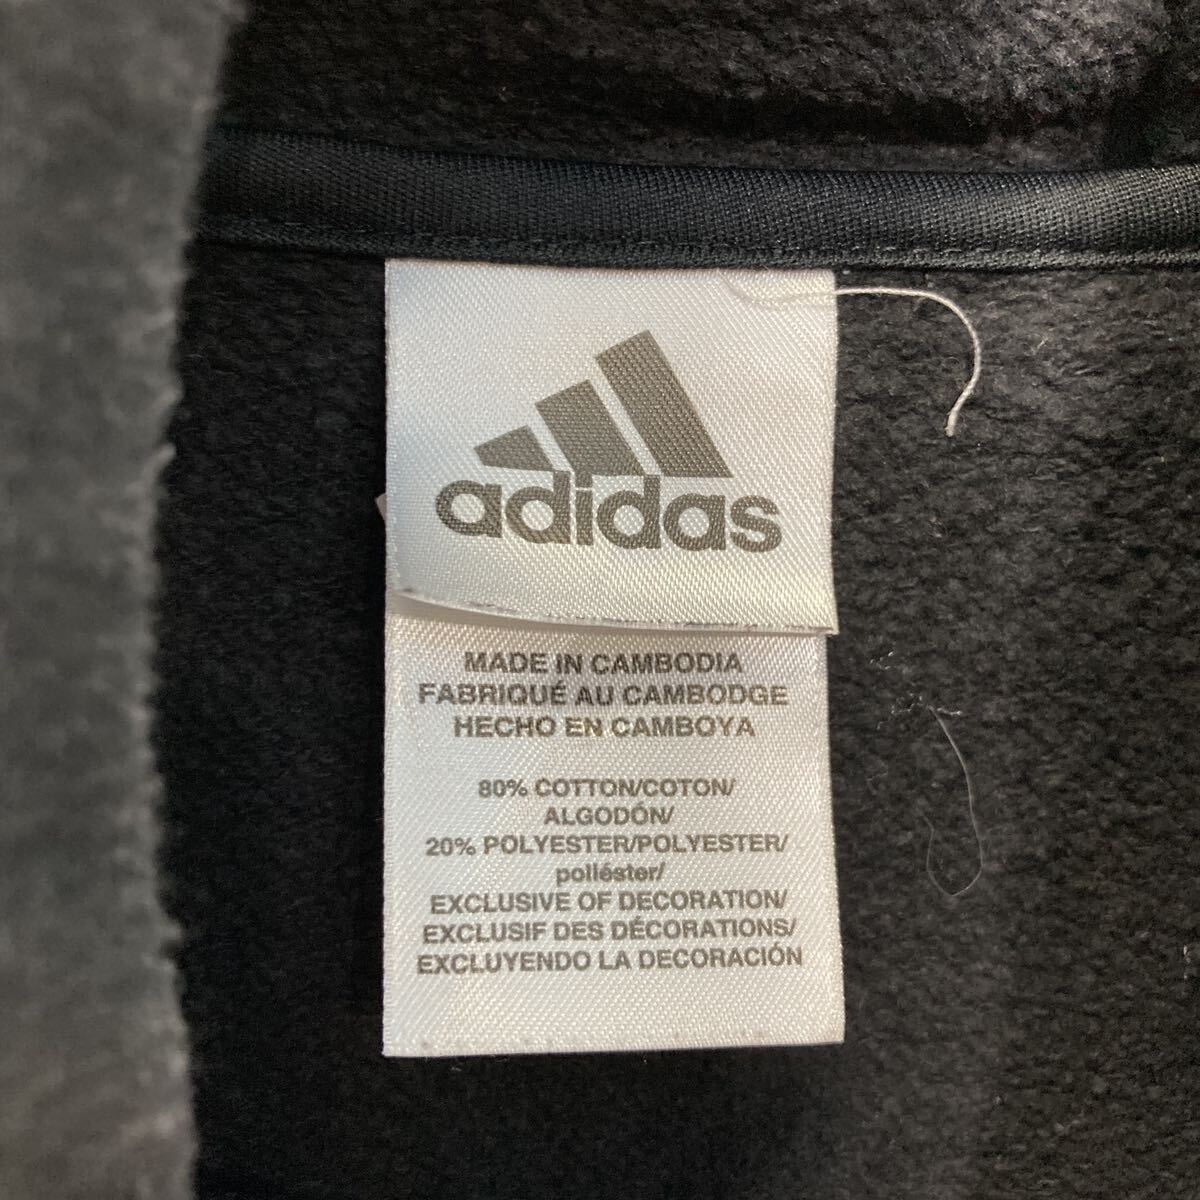 adidas
MADE IN CAMBODIA
FABRIQUÉ AU CAMBODGE
HECHO EN CAMBOYA
80% COTTON/COTON/
ALGODÓN/
20% POLYESTER/POLYESTER/
poliéster/
EXCLUSIVE OF DECORATION/
EXCLUSIF DES DÉCORATIONS/
EXCLUYENDO LA DECORACIÓN